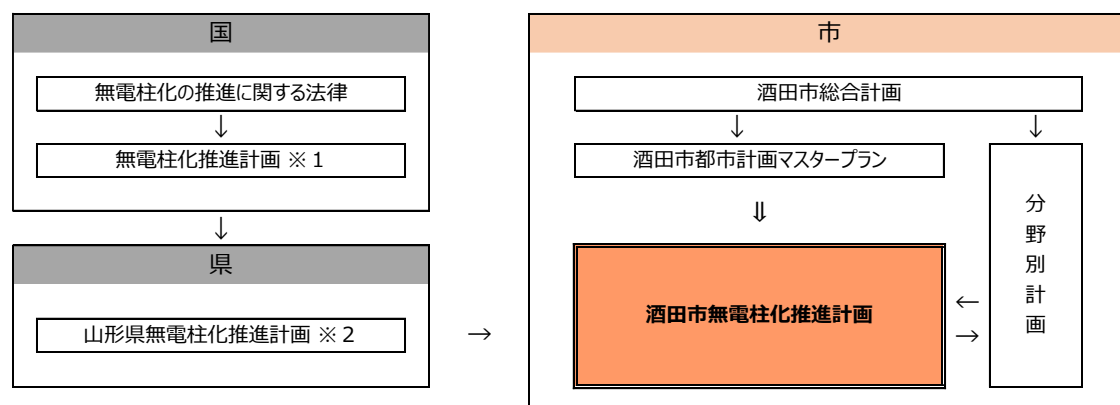 国
無電柱化の推進に関する法律
↓
無電柱化推進計画 ※1
↓
県
山形県無電柱化推進計画 ※2
→
市
酒田市総合計画
↓ ↓
酒田市都市計画マスタープラン
⇓
酒田市無電柱化推進計画
←
→
分野別計画